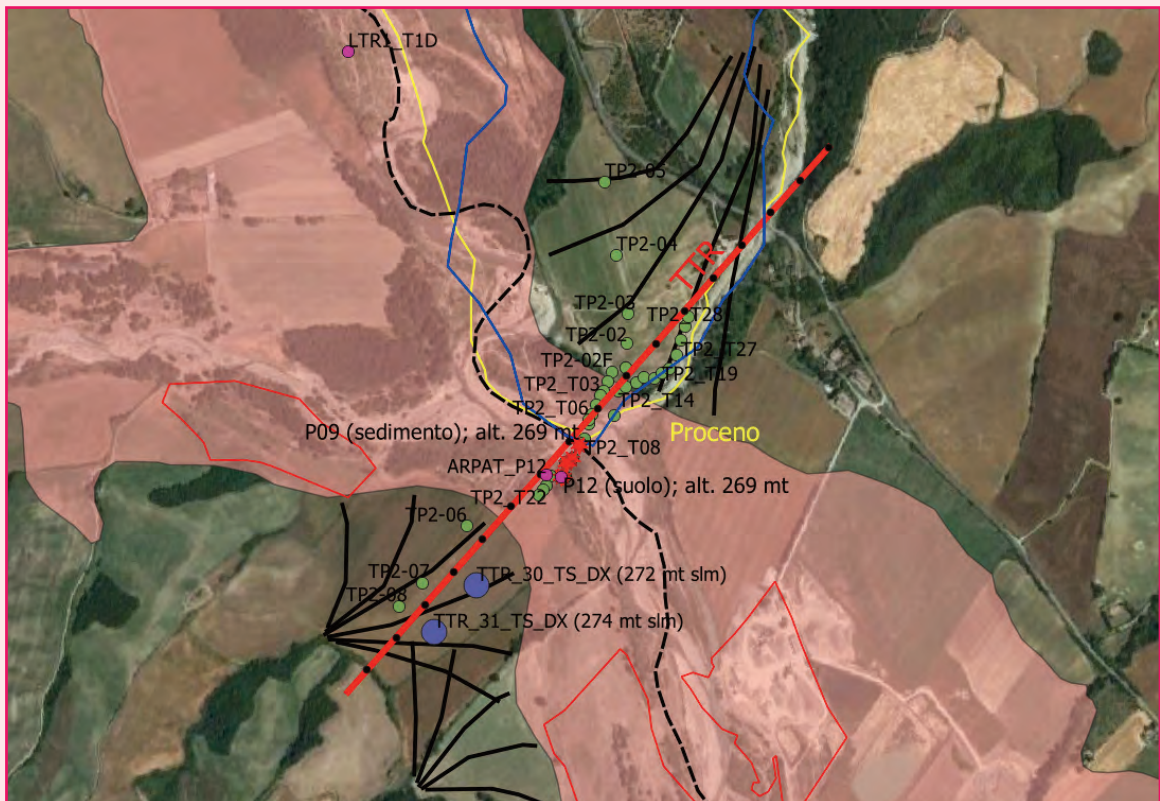 LTR1_T1D
TP2-05
TP2-04
TTR
TP2-03
TP2_T28
TP2-02
TP2_T27
TP2-02F
TP2_T19
TP2_T03
TP2_T14
TP2_T06
P09 (sedimento); alt. 269 mt
Proceno
TP2_T08
ARPAT_P12
P12 (suolo); alt. 269 mt
TP2_T22
TP2-06
TP2-07
TTR_30_TS_DX (272 mt slm)
TP2-08
TTR_31_TS_DX (274 mt slm)